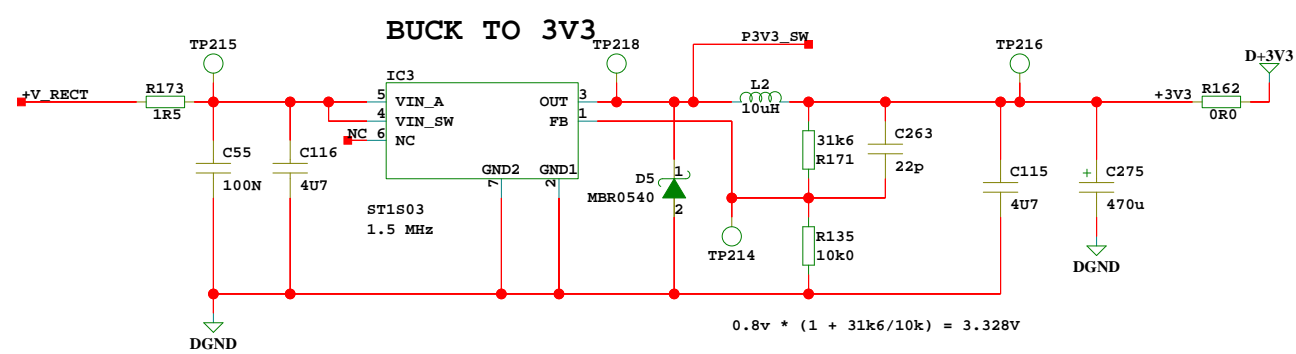 BUCK TO 3V3
TP215
TP218
P3V3_SW
TP216
D+3V3
+V_RECT
R173
1R5
IC3
5
VIN_A
OUT
3
4
VIN_SW
FB
1
NC
6
NC
GND2
GND1
7
2
L2
10uH
+3V3
R162
0R0
C55
100N
C116
4U7
ST1S03
1.5 MHz
D5
MBR0540
1
2
31k6
R171
C263
22p
TP214
R135
10k0
C115
4U7
+
C275
470u
DGND
DGND
0.8v * (1 + 31k6/10k) = 3.328V